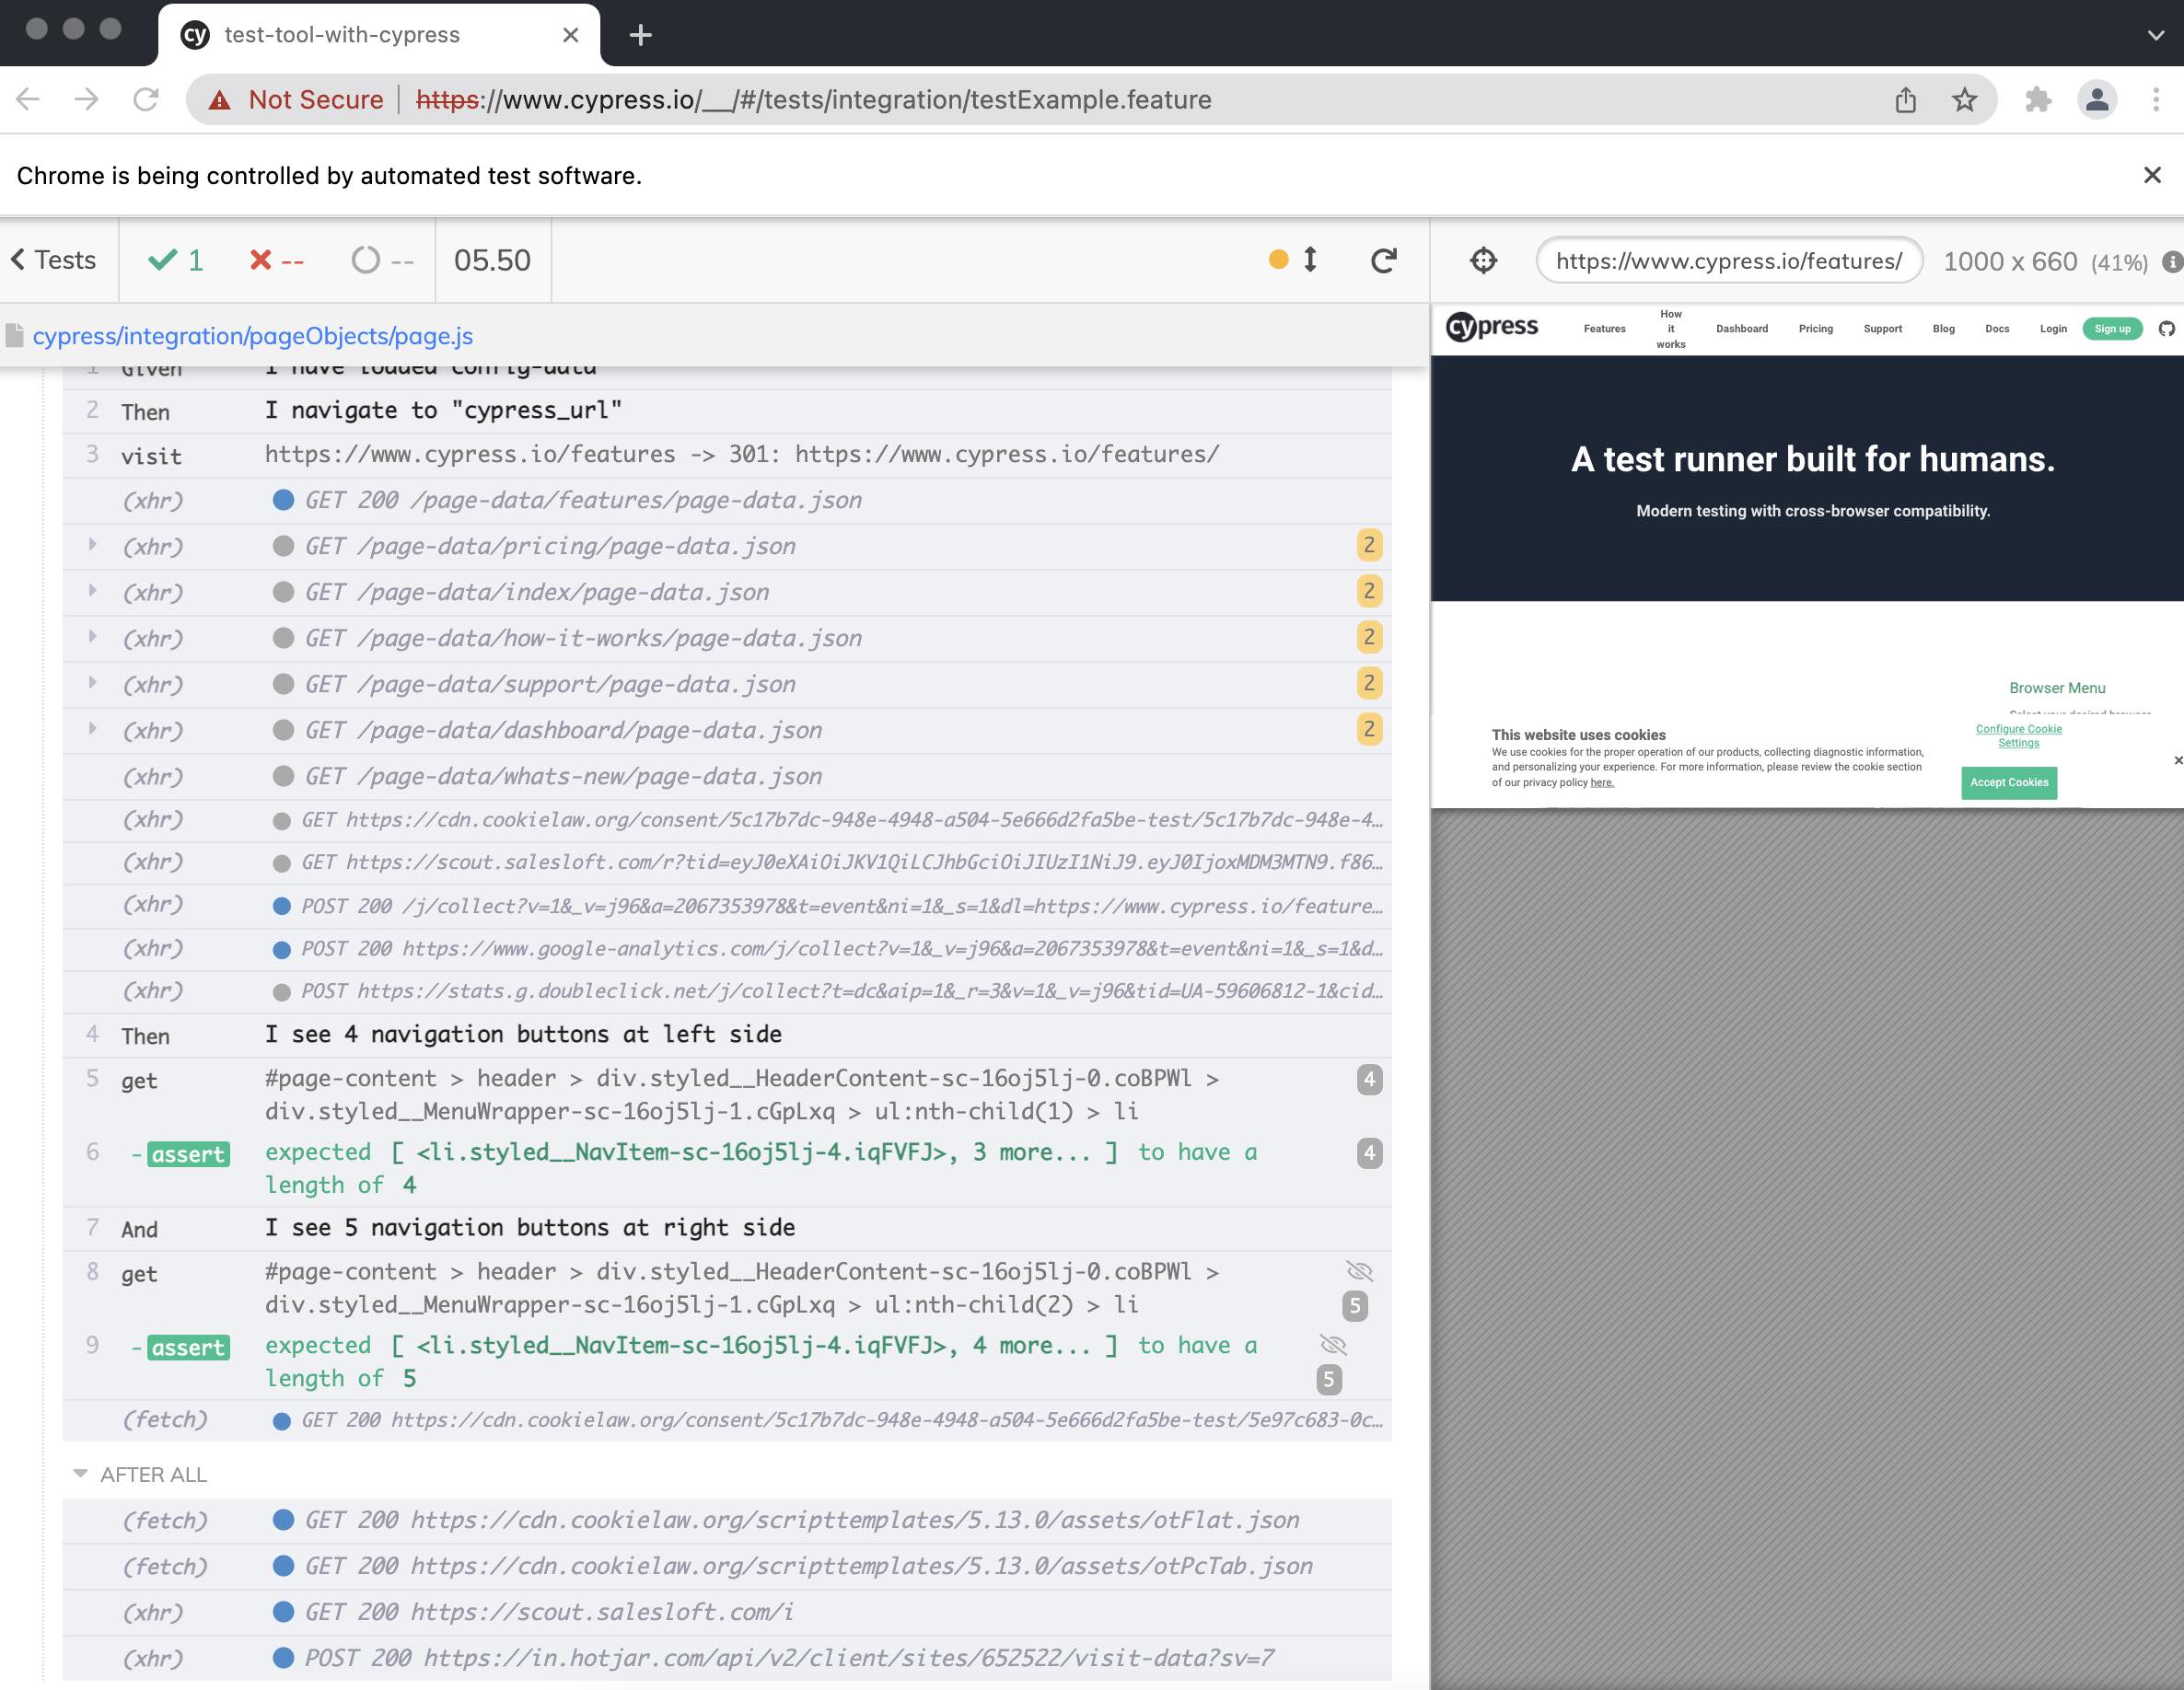 cy test-tool-with-cypress
Not Secure https://www.cypress.io/__/#/tests/integration/testExample.feature
Chrome is being controlled by automated test software.
Tests 1 -- -- 05.50
https://www.cypress.io/features/ 1000 x 660 (41%)
cypress/integration/pageObjects/page.js
1 Given I have loaded config-data
2 Then I navigate to "cypress_url"
3 visit https://www.cypress.io/features -> 301: https://www.cypress.io/features/
(xhr) GET 200 /page-data/features/page-data.json
(xhr) GET /page-data/pricing/page-data.json 2
(xhr) GET /page-data/index/page-data.json 2
(xhr) GET /page-data/how-it-works/page-data.json 2
(xhr) GET /page-data/support/page-data.json 2
(xhr) GET /page-data/dashboard/page-data.json 2
(xhr) GET /page-data/whats-new/page-data.json
(xhr) GET https://cdn.cookielaw.org/consent/5c17b7dc-948e-4948-a504-5e666d2fa5be-test/5c17b7dc-948e-4…
(xhr) GET https://scout.salesloft.com/r?tid=eyJ0eXAiOiJKV1QiLCJhbGciOiJIUzI1NiJ9.eyJ0IjoxMDM3MTN9.f86…
(xhr) POST 200 /j/collect?v=1&_v=j96&a=2067353978&t=event&ni=1&_s=1&dl=https://www.cypress.io/feature…
(xhr) POST 200 https://www.google-analytics.com/j/collect?v=1&_v=j96&a=2067353978&t=event&ni=1&_s=1&d…
(xhr) POST https://stats.g.doubleclick.net/j/collect?t=dc&aip=1&_r=3&v=1&_v=j96&tid=UA-59606812-1&cid…
4 Then I see 4 navigation buttons at left side
5 get #page-content > header > div.styled__HeaderContent-sc-16oj5lj-0.coBPWl > 4
div.styled__MenuWrapper-sc-16oj5lj-1.cGpLxq > ul:nth-child(1) > li
6 -assert expected [ <li.styled__NavItem-sc-16oj5lj-4.iqFVFJ>, 3 more... ] to have a 4
length of 4
7 And I see 5 navigation buttons at right side
8 get #page-content > header > div.styled__HeaderContent-sc-16oj5lj-0.coBPWl >
div.styled__MenuWrapper-sc-16oj5lj-1.cGpLxq > ul:nth-child(2) > li 5
9 -assert expected [ <li.styled__NavItem-sc-16oj5lj-4.iqFVFJ>, 4 more... ] to have a
length of 5 5
(fetch) GET 200 https://cdn.cookielaw.org/consent/5c17b7dc-948e-4948-a504-5e666d2fa5be-test/5e97c683-0c…
AFTER ALL
(fetch) GET 200 https://cdn.cookielaw.org/scripttemplates/5.13.0/assets/otFlat.json
(fetch) GET 200 https://cdn.cookielaw.org/scripttemplates/5.13.0/assets/otPcTab.json
(xhr) GET 200 https://scout.salesloft.com/i
(xhr) POST 200 https://in.hotjar.com/api/v2/client/sites/652522/visit-data?sv=7
cypress
Features
How
it
works
Dashboard
Pricing
Support
Blog
Docs
Login
Sign up
A test runner built for humans.
Modern testing with cross-browser compatibility.
Browser Menu
Select your desired browser
This website uses cookies
We use cookies for the proper operation of our products, collecting diagnostic information,
and personalizing your experience. For more information, please review the cookie section
of our privacy policy here.
Configure Cookie
Settings
Accept Cookies